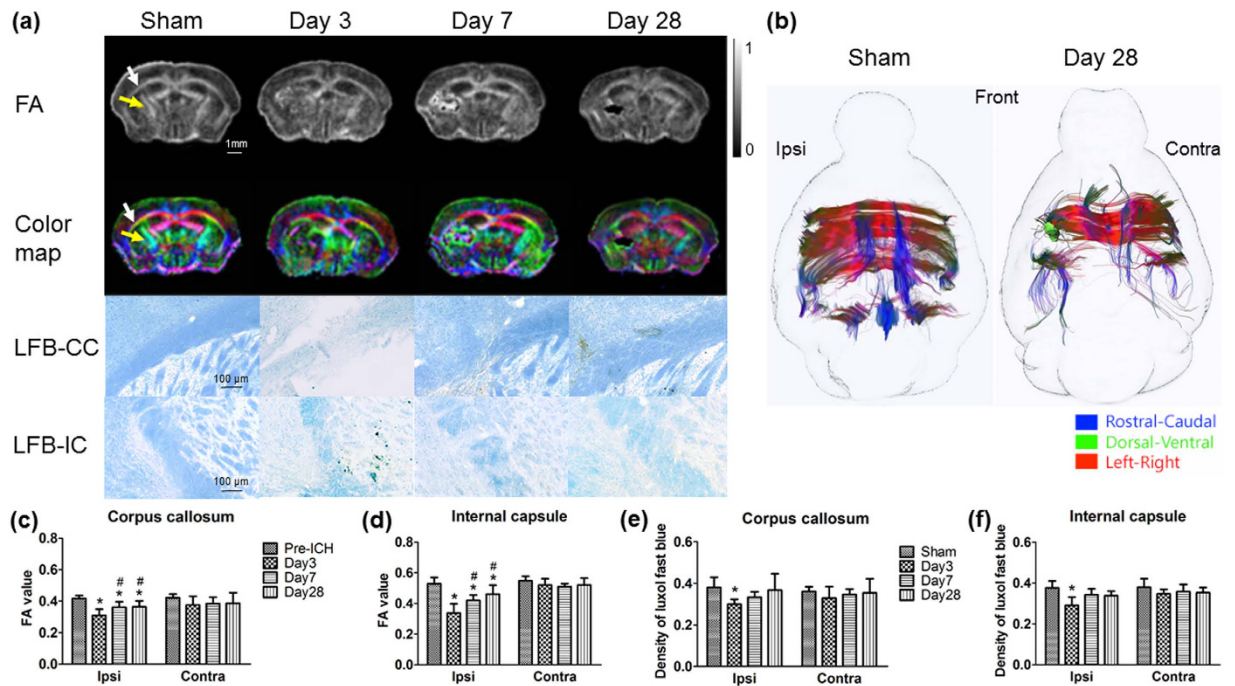 (a)
Sham
Day 3
Day 7
Day 28
FA
1mm
1
0
Color
map
LFB-CC
100 µm
LFB-IC
100 µm
(b)
Sham
Day 28
Front
Ipsi
Contra
Rostral-Caudal
Dorsal-Ventral
Left-Right
(c)
Corpus callosum
FA value
0.8
0.6
0.4
0.2
0.0
* # * # *
Ipsi
Contra
Pre-ICH
Day3
Day7
Day28
(d)
Internal capsule
FA value
0.8
0.6
0.4
0.2
0.0
* # * # *
Ipsi
Contra
(e)
Corpus callosum
Density of luxol fast blue
0.6
0.4
0.2
0.0
*
Ipsi
Contra
Sham
Day3
Day7
Day28
(f)
Internal capsule
Density of luxol fast blue
0.6
0.4
0.2
0.0
*
Ipsi
Contra